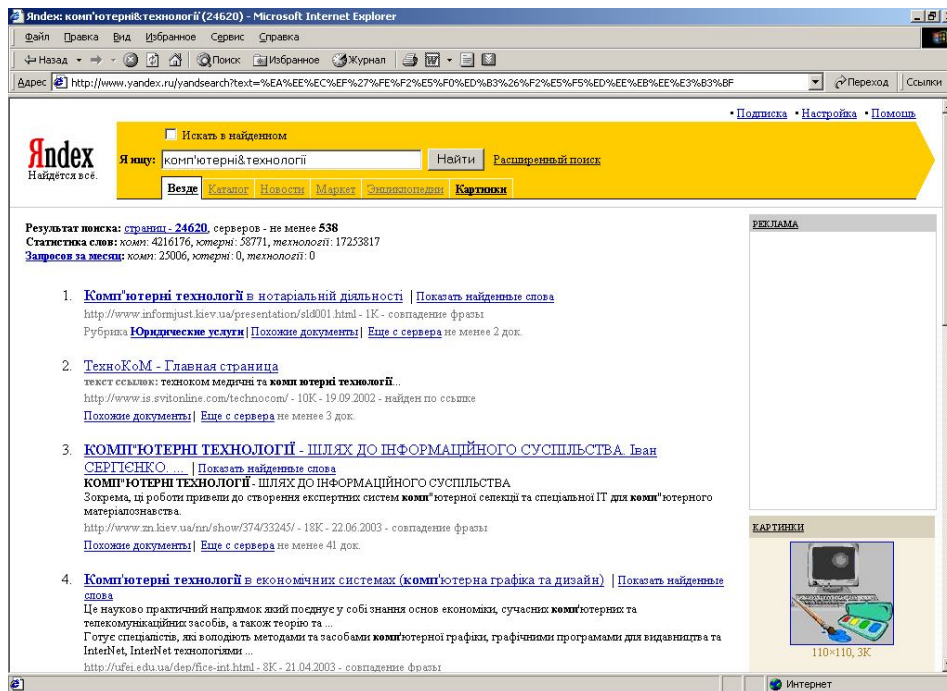 Яndex: комп'ютерні&технології (24620) - Microsoft Internet Explorer
Файл Правка Вид Избранное Сервис Справка
Назад Поиск Избранное Журнал
Адрес http://www.yandex.ru/yandsearch?text=%EA%EE%EC%EF%27%FE%F2%E5%F0%ED%B3%26%F2%E5%F5%ED%EE%EB%EE%E3%B3%BF Переход Ссылки
• Подписка • Настройка • Помощь
Искать в найденном
Яndex
Найдётся всё.
Я ищу: комп'ютерні&технології Найти Расширенный поиск
Везде Каталог Новости Маркет Энциклопедии Картинки
Результат поиска: страниц - 24620, серверов - не менее 538
Статистика слов: комп: 4216176, ютерні: 58771, технології: 17253817
Запросов за месяц: комп: 25006, ютерні: 0, технології: 0
РЕКЛАМА
1. Комп"ютерні технології в нотаріальній діяльності | Показать найденные слова
http://www.informjust.kiev.ua/presentation/sld001.html - 1K - совпадение фразы
Рубрика Юридические услуги | Похожие документы | Еще с сервера не менее 2 док.
2. ТехноКоМ - Главная страница
текст ссылок: техноком медичні та комп ютерні технології...
http://www.is.svitonline.com/technocom/ - 10K - 19.09.2002 - найден по ссылке
Похожие документы | Еще с сервера не менее 3 док.
3. КОМП"ЮТЕРНІ ТЕХНОЛОГІЇ - ШЛЯХ ДО ІНФОРМАЦІЙНОГО СУСПІЛЬСТВА. Іван
СЕРГІЄНКО. ... | Показать найденные слова
КОМП"ЮТЕРНІ ТЕХНОЛОГІЇ - ШЛЯХ ДО ІНФОРМАЦІЙНОГО СУСПІЛЬСТВА
Зокрема, ці роботи привели до створення експертних систем комп"ютерної селекції та спеціальної ІТ для комп"ютерного
матеріалознавства.
http://www.zn.kiev.ua/nn/show/374/33245/ - 18K - 22.06.2003 - совпадение фразы
Похожие документы | Еще с сервера не менее 41 док.
КАРТИНКИ
110×110, 3K
4. Комп'ютерні технології в економічних системах (комп'ютерна графіка та дизайн) | Показать найденные
слова
Це науково практичний напрямок який поєднує у собі знання основ економіки, сучасних комп'ютерних та
телекомунікаційних засобів, а також теорію та ...
Готує спеціалістів, які володіють методами та засобами комп'ютерної графіки, графічними програмами для видавництва та
InterNet, InterNet технологіями ...
http://ufei.edu.ua/dep/fice-int.html - 8K - 21.04.2003 - совпадение фразы
Интернет